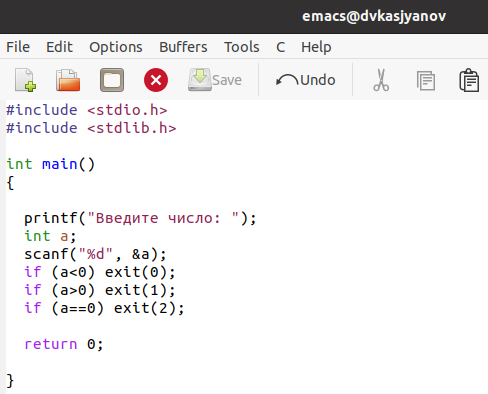 emacs@dvkasjyanov
File Edit Options Buffers Tools C Help
Save Undo
#include <stdio.h>
#include <stdlib.h>
int main()
{
printf("Введите число: ");
int a;
scanf("%d", &a);
if (a<0) exit(0);
if (a>0) exit(1);
if (a==0) exit(2);
return 0;
}